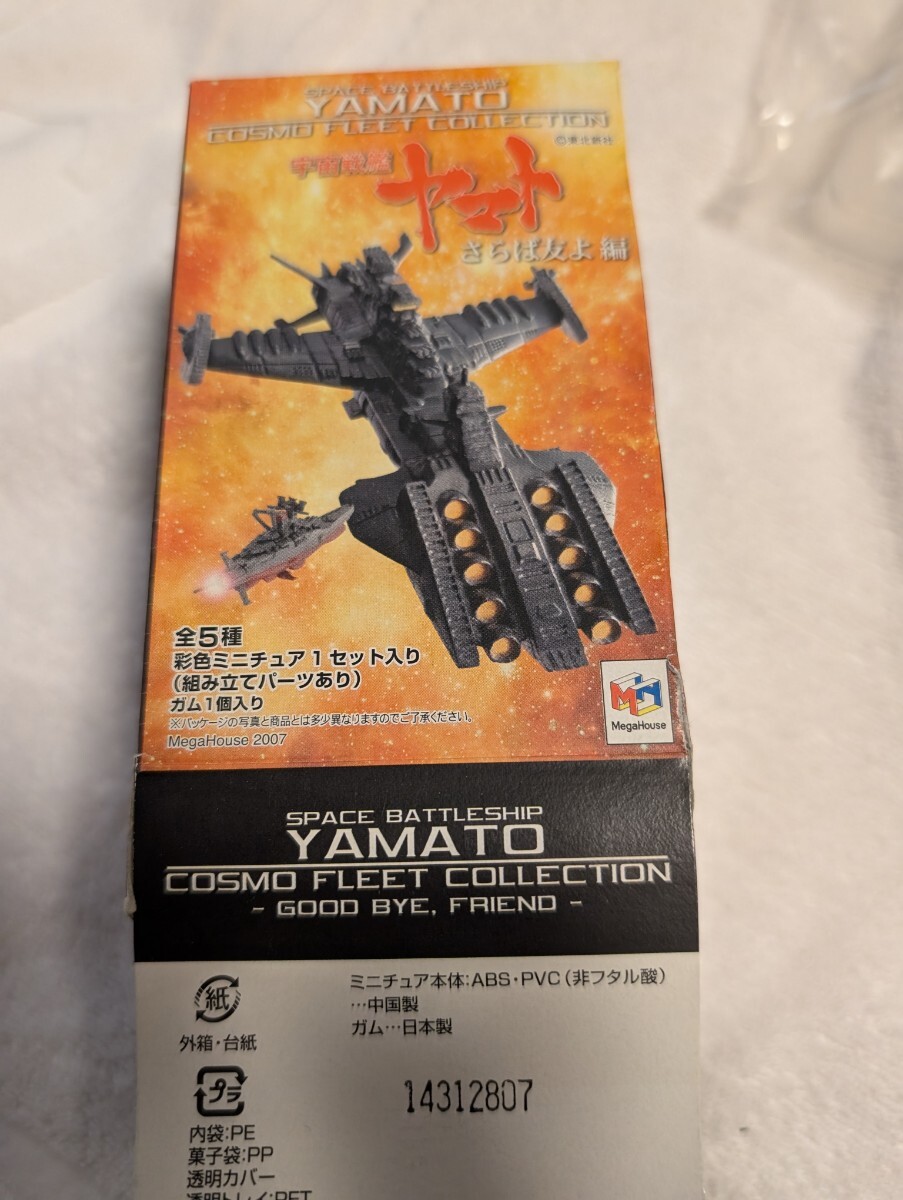 SPACE BATTLESHIP
YAMATO
COSMO FLEET COLLECTION
©東北新社
宇宙戦艦
ヤマト
さらば友よ 編
全5種
彩色ミニチュア1セット入り
(組み立てパーツあり)
ガム1個入り
※パッケージの写真と商品とは多少異なりますのでご了承ください。
MegaHouse 2007
MegaHouse
SPACE BATTLESHIP
YAMATO
COSMO FLEET COLLECTION
- GOOD BYE, FRIEND -
紙
外箱・台紙
ミニチュア本体:ABS・PVC(非フタル酸)
…中国製
ガム…日本製
プラ
14312807
内袋:PE
菓子袋:PP
透明カバー
透明トレイ:PET